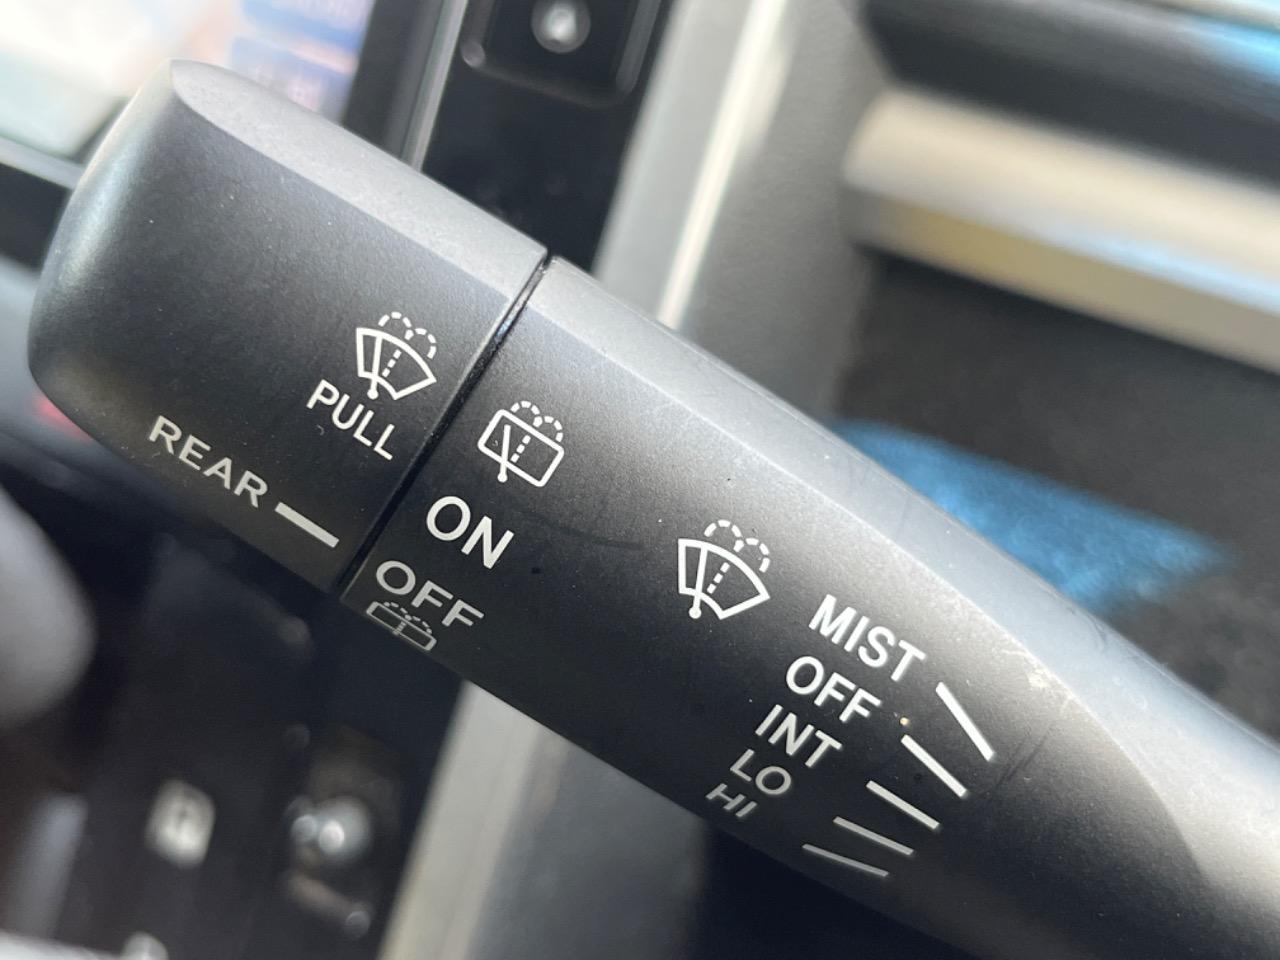 PULL
REAR
ON
OFF
MIST
OFF
INT
LO
HI